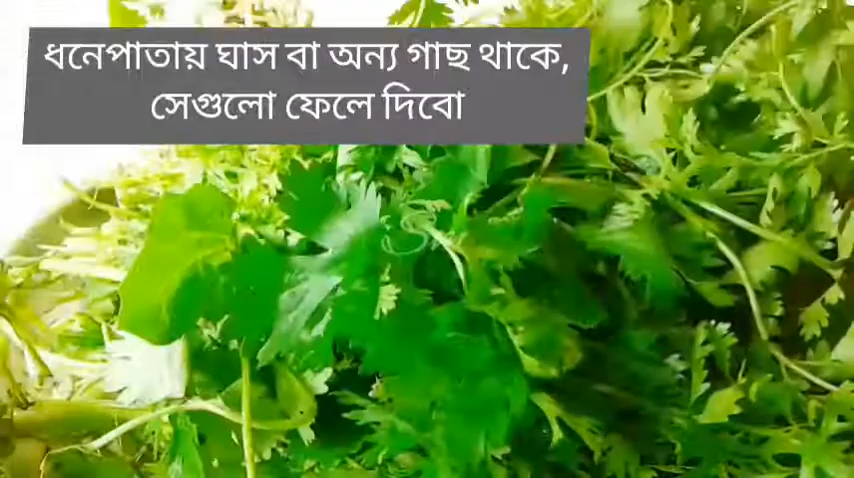 ধনেপাতায় ঘাস বা অন্য গাছ থাকে,
সেগুলো ফেলে দিবো